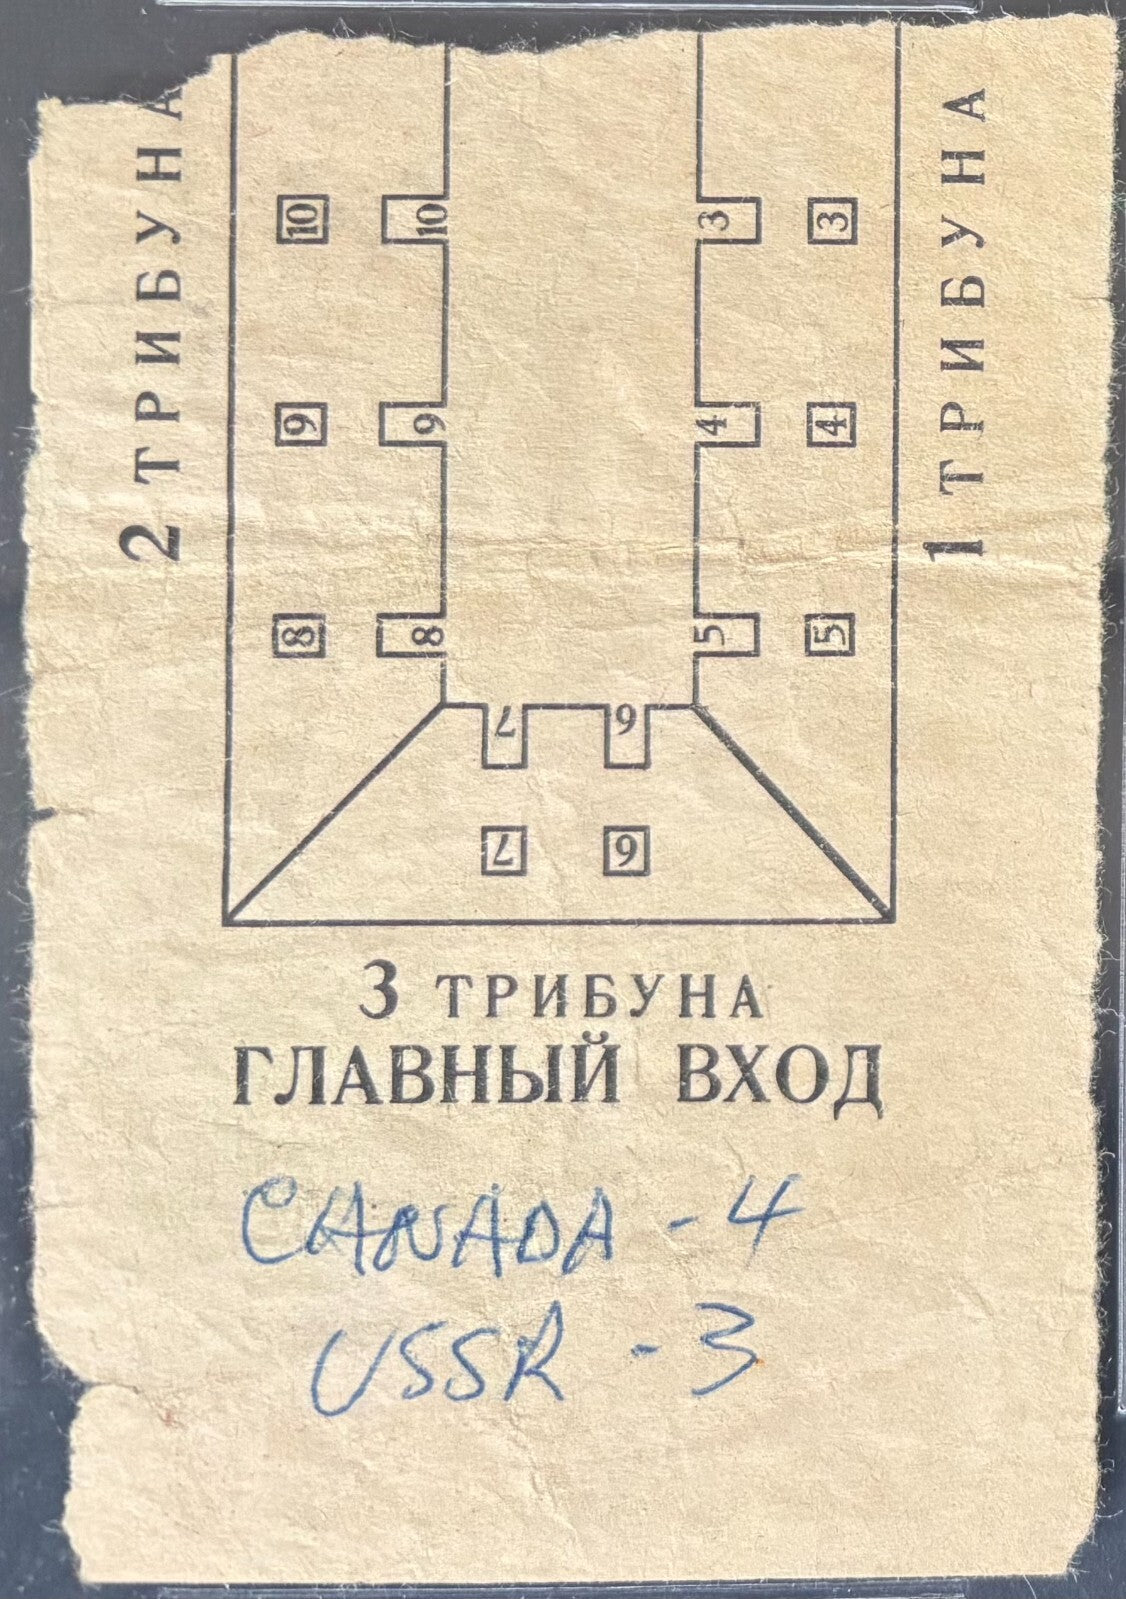 2 ТРИБУНА
1 ТРИБУНА
10 10 3 3
9 9 4 4
8 8 5 5
7 6
7 6
3 ТРИБУНА
ГЛАВНЫЙ ВХОД
CANADA - 4
USSR - 3